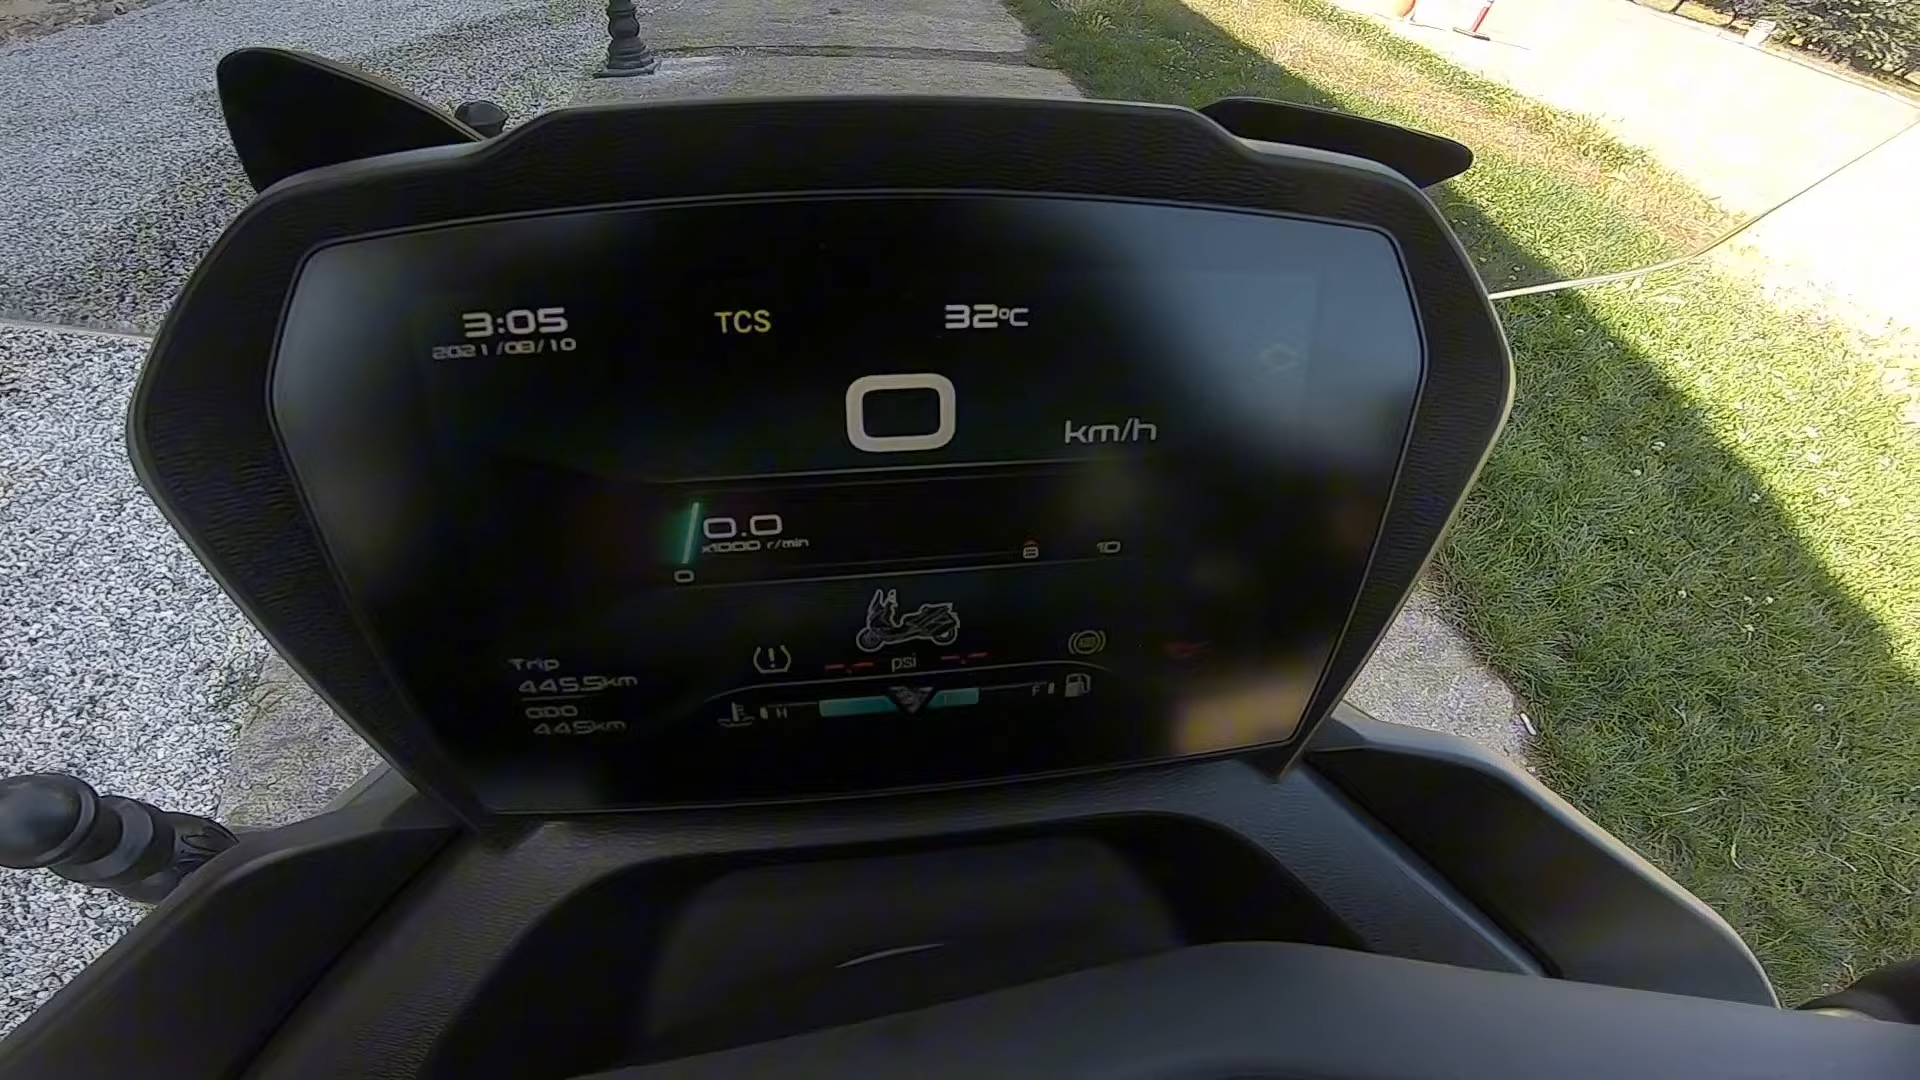 3:05 TCS 32°C
2021/08/10
0 km/h
0.0
x1000 r/min
0 10
Trip
445.5km
ODO
445km
-.- psi -.-
H F